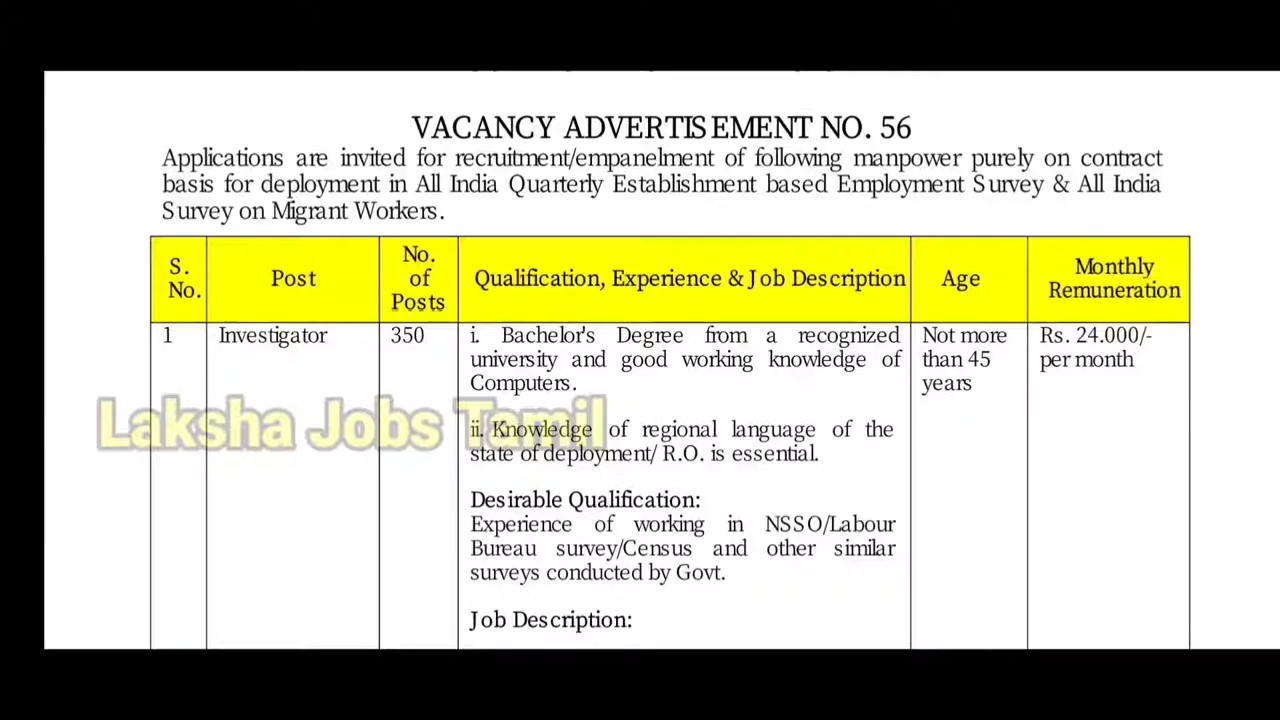 VACANCY ADVERTISEMENT NO. 56
Applications are invited for recruitment/empanelment of following manpower purely on contract
basis for deployment in All India Quarterly Establishment based Employment Survey & All India
Survey on Migrant Workers.
S. No.
Post
No. of Posts
Qualification, Experience & Job Description
Age
Monthly Remuneration
1
Investigator
350
i. Bachelor's Degree from a recognized
university and good working knowledge of
Computers.
ii. Knowledge of regional language of the
state of deployment/ R.O. is essential.
Desirable Qualification:
Experience of working in NSSO/Labour
Bureau survey/Census and other similar
surveys conducted by Govt.
Job Description:
Not more
than 45
years
Rs. 24.000/-
per month
Laksha Jobs Tamil